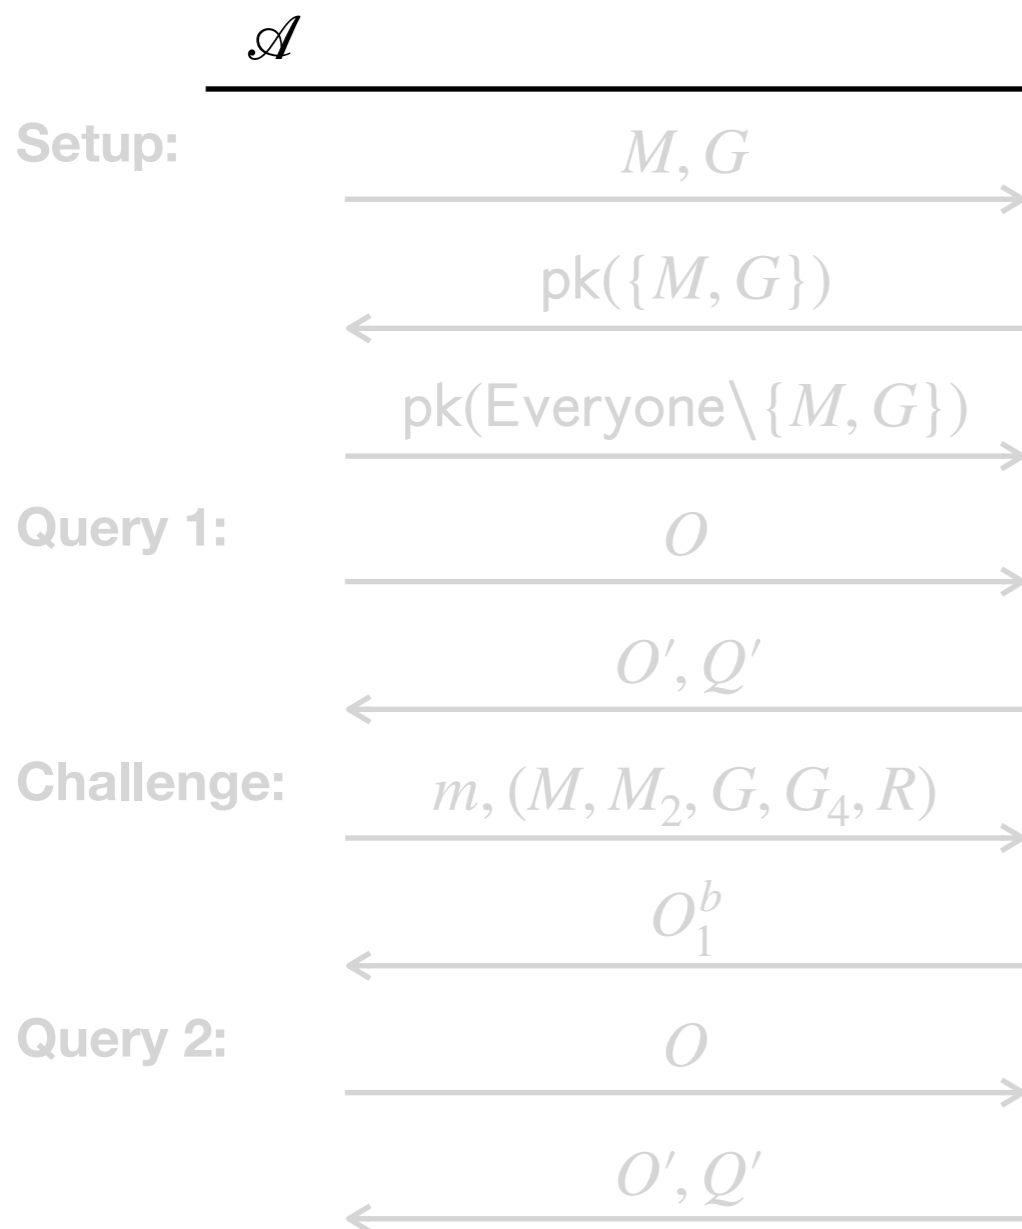 𝒜
Setup: M, G
pk({M, G})
pk(Everyone\{M, G})
Query 1: O
O′, Q′
Challenge: m, (M, M₂, G, G₄, R)
O₁ᵇ
Query 2: O
O′, Q′